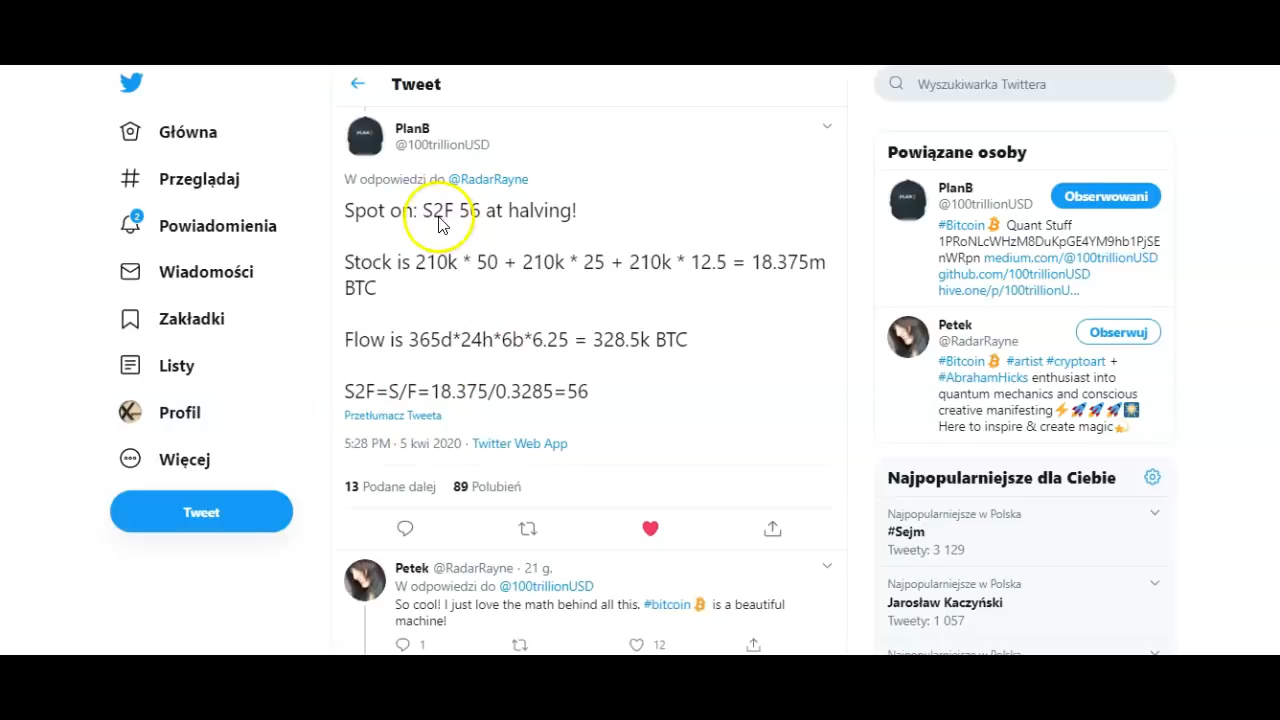 Tweet
Wyszukiwarka Twittera
Główna
Przeglądaj
2
Powiadomienia
Wiadomości
Zakładki
Listy
Profil
Więcej
Tweet
PLANB
PlanB
@100trillionUSD
W odpowiedzi do @RadarRayne
Spot on: S2F 56 at halving!
Stock is 210k * 50 + 210k * 25 + 210k * 12.5 = 18.375m
BTC
Flow is 365d*24h*6b*6.25 = 328.5k BTC
S2F=S/F=18.375/0.3285=56
Przetłumacz Tweeta
5:28 PM · 5 kwi 2020 · Twitter Web App
13 Podane dalej 89 Polubień
Petek @RadarRayne · 21 g.
W odpowiedzi do @100trillionUSD
So cool! I just love the math behind all this. #bitcoin is a beautiful
machine!
1
12
Powiązane osoby
PLANB
PlanB
@100trillionUSD
Obserwowani
#Bitcoin Quant Stuff
1PRoNLcWHzM8DuKpGE4YM9hb1PjSE
nWRpn medium.com/@100trillionUSD
github.com/100trillionUSD
hive.one/p/100trillionU...
Petek
@RadarRayne
Obserwuj
#Bitcoin #artist #cryptoart +
#AbrahamHicks enthusiast into
quantum mechanics and conscious
creative manifesting
Here to inspire & create magic
Najpopularniejsze dla Ciebie
Najpopularniejsze w Polska
#Sejm
Tweety: 3 129
Najpopularniejsze w Polska
Jarosław Kaczyński
Tweety: 1 057
Najpopularniejsze w Polska